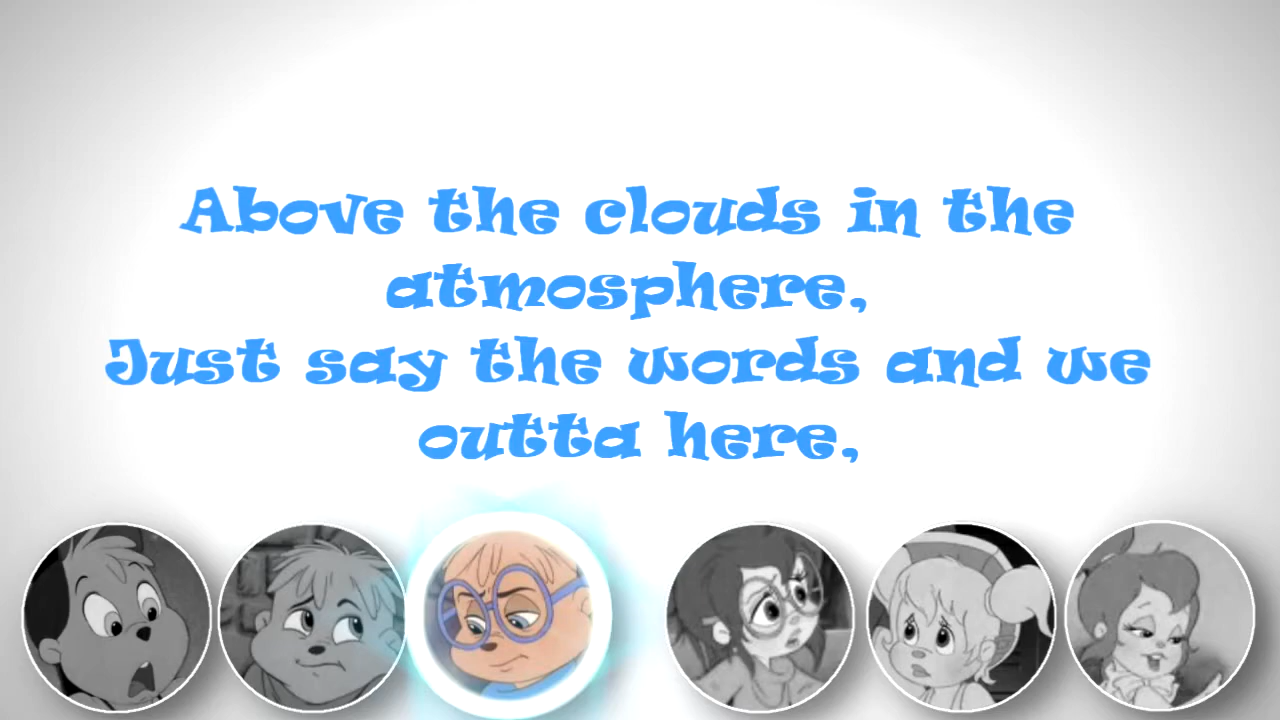 Above the clouds in the
atmosphere,
Just say the words and we
outta here,